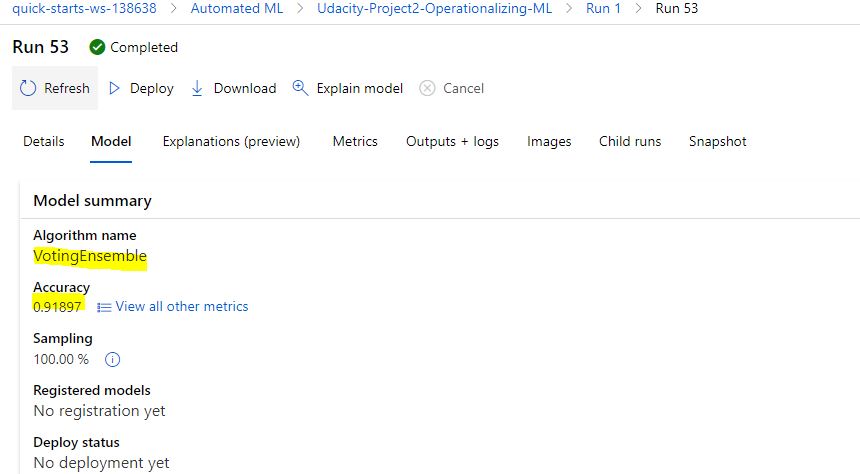 quick-starts-ws-138638 > Automated ML > Udacity-Project2-Operationalizing-ML > Run 1 > Run 53
Run 53 Completed
Refresh Deploy Download Explain model Cancel
Details Model Explanations (preview) Metrics Outputs + logs Images Child runs Snapshot
Model summary
Algorithm name
VotingEnsemble
Accuracy
0.91897 View all other metrics
Sampling
100.00 %
Registered models
No registration yet
Deploy status
No deployment yet